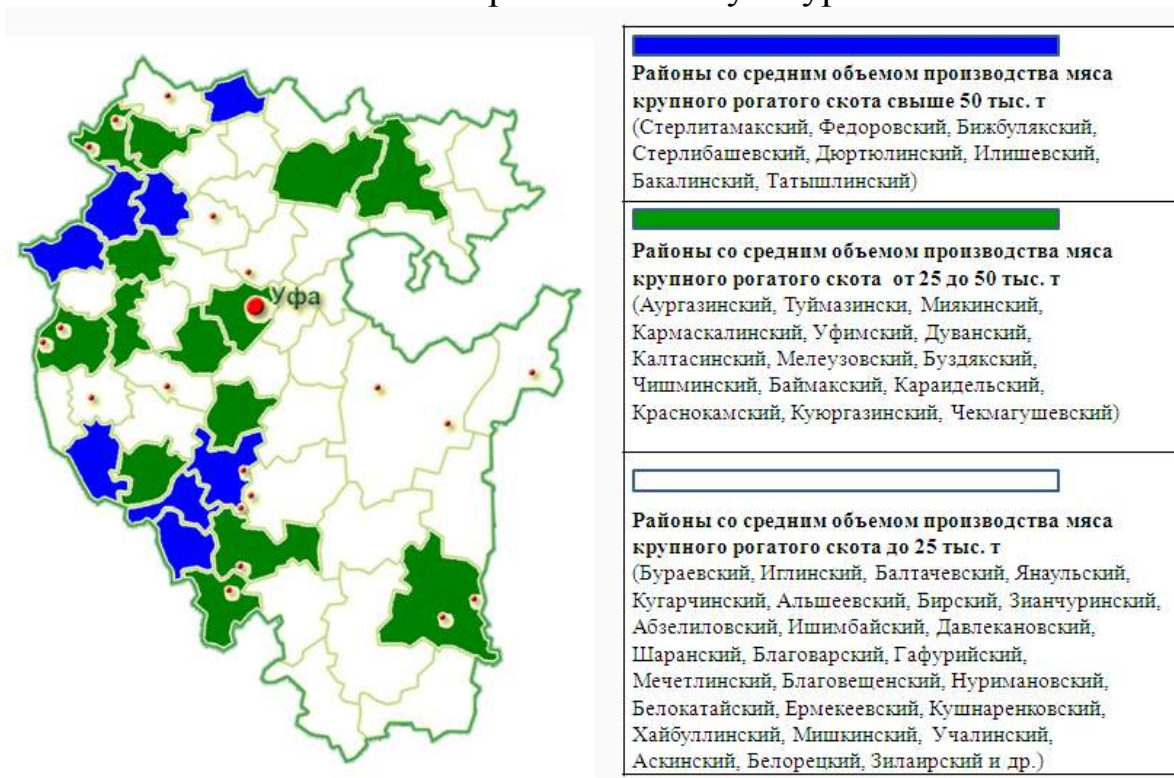 Уфа
Районы со средним объемом производства мяса
крупного рогатого скота свыше 50 тыс. т
(Стерлитамакский, Федоровский, Бижбулякский,
Стерлибашевский, Дюртюлинский, Илишевский,
Бакалинский, Татышлинский)
Районы со средним объемом производства мяса
крупного рогатого скота от 25 до 50 тыс. т
(Аургазинский, Туймазински, Миякинский,
Кармаскалинский, Уфимский, Дуванский,
Калтасинский, Мелеузовский, Буздякский,
Чишминский, Баймакский, Караидельский,
Краснокамский, Куюргазинский, Чекмагушевский)
Районы со средним объемом производства мяса
крупного рогатого скота до 25 тыс. т
(Бураевский, Иглинский, Балтачевский, Янаульский,
Кугарчинский, Альшеевский, Бирский, Зианчуринский,
Абзелиловский, Ишимбайский, Давлекановский,
Шаранский, Благоварский, Гафурийский,
Мечетлинский, Благовещенский, Нуримановский,
Белокатайский, Ермекеевский, Кушнаренковский,
Хайбуллинский, Мишкинский, Учалинский,
Аскинский, Белорецкий, Зилаирский и др.)